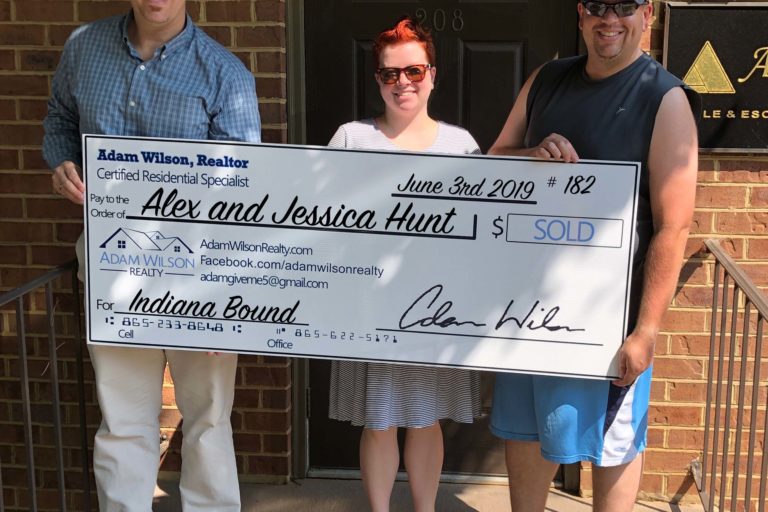 208
Adam Wilson, Realtor
Certified Residential Specialist
June 3rd 2019 # 182
Pay to the
Order of Alex and Jessica Hunt $ SOLD
AdamWilsonRealty.com
Facebook.com/adamwilsonrealty
adamgiveme5@gmail.com
ADAM WILSON
REALTY
For Indiana Bound Adam Wilson
865-233-8648 865-622-5171
Cell Office
A
LE & ESC